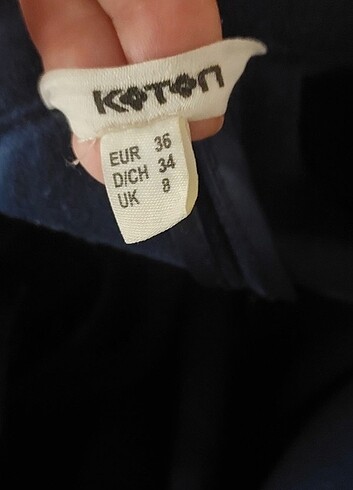 KOTON
EUR 36
D/CH 34
UK 8